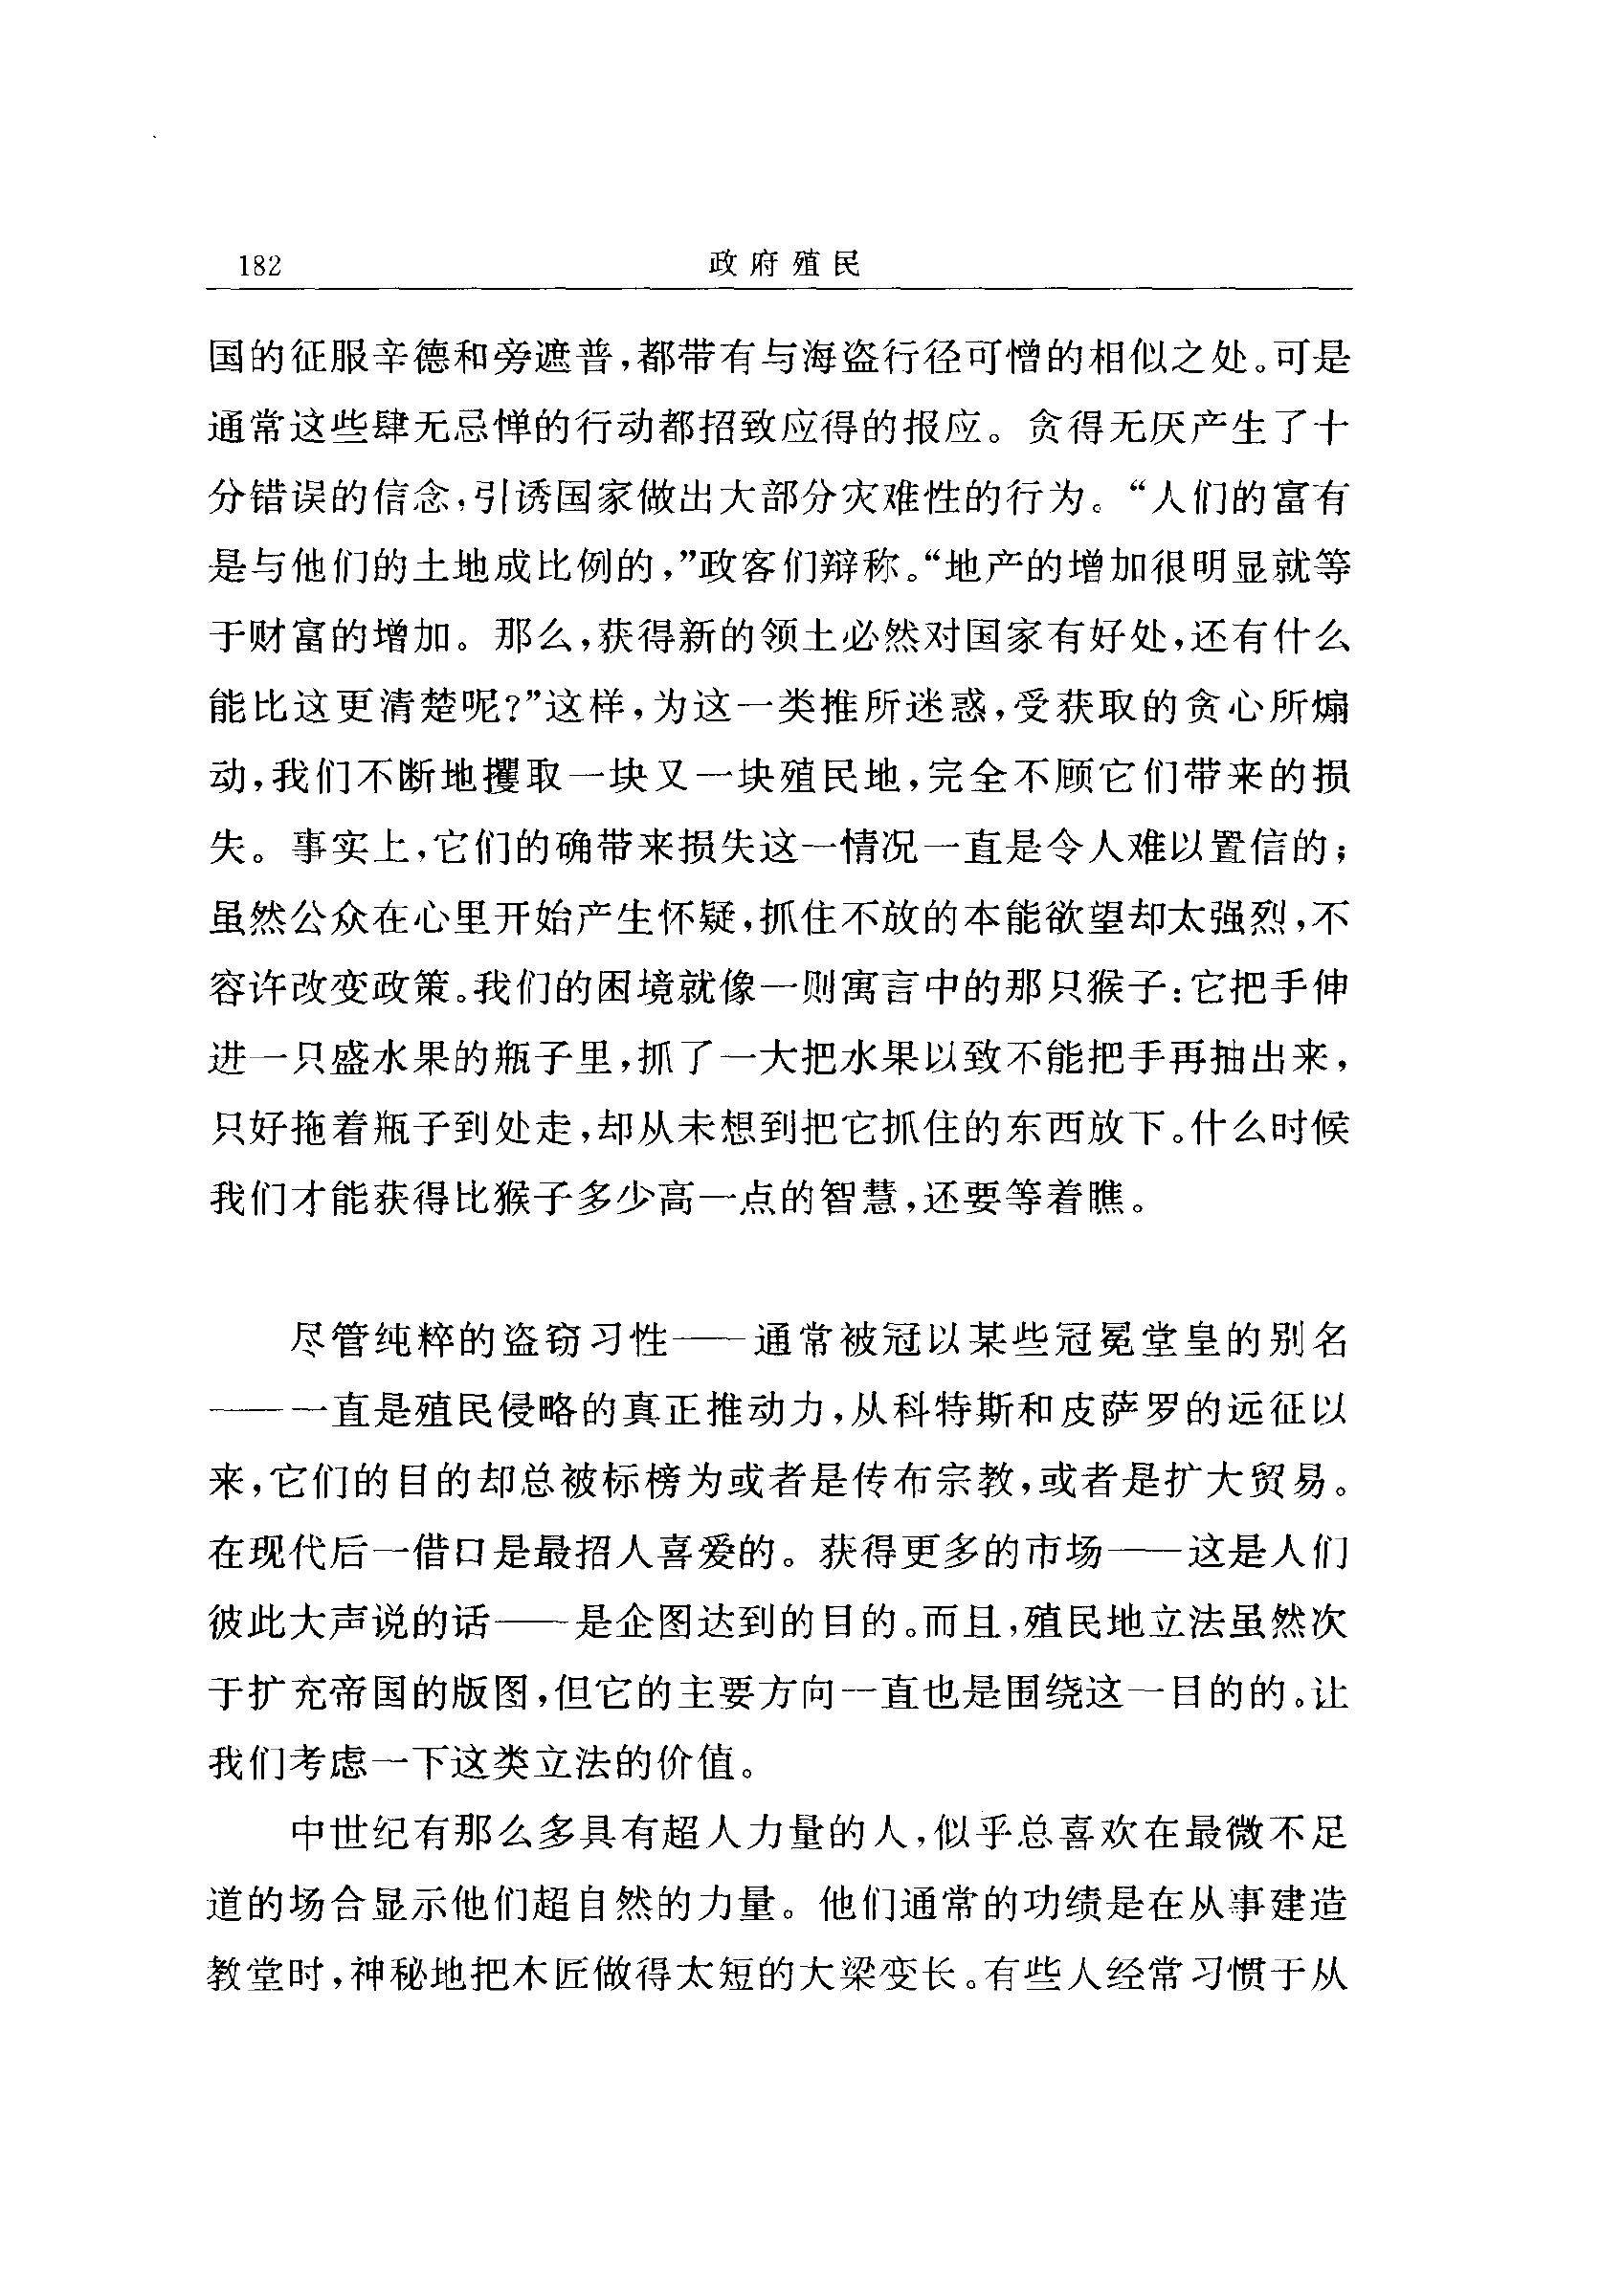 182 政府殖民
国的征服辛德和旁遮普,都带有与海盗行径可憎的相似之处。可是
通常这些肆无忌惮的行动都招致应得的报应。贪得无厌产生了十
分错误的信念,引诱国家做出大部分灾难性的行为。“人们的富有
是与他们的土地成比例的,”政客们辩称。“地产的增加很明显就等
于财富的增加。那么,获得新的领土必然对国家有好处,还有什么
能比这更清楚呢?”这样,为这一类推所迷惑,受获取的贪心所煽
动,我们不断地攫取一块又一块殖民地,完全不顾它们带来的损
失。事实上,它们的确带来损失这一情况一直是令人难以置信的;
虽然公众在心里开始产生怀疑,抓住不放的本能欲望却太强烈,不
容许改变政策。我们的困境就像一则寓言中的那只猴子:它把手伸
进一只盛水果的瓶子里,抓了一大把水果以致不能把手再抽出来,
只好拖着瓶子到处走,却从未想到把它抓住的东西放下。什么时候
我们才能获得比猴子多少高一点的智慧,还要等着瞧。
尽管纯粹的盗窃习性——通常被冠以某些冠冕堂皇的别名
——一直是殖民侵略的真正推动力,从科特斯和皮萨罗的远征以
来,它们的目的却总被标榜为或者是传布宗教,或者是扩大贸易。
在现代后一借口是最招人喜爱的。获得更多的市场——这是人们
彼此大声说的话——是企图达到的目的。而且,殖民地立法虽然次
于扩充帝国的版图,但它的主要方向一直也是围绕这一目的的。让
我们考虑一下这类立法的价值。
中世纪有那么多具有超人力量的人,似乎总喜欢在最微不足
道的场合显示他们超自然的力量。他们通常的功绩是在从事建造
教堂时,神秘地把木匠做得太短的大梁变长。有些人经常习惯于从